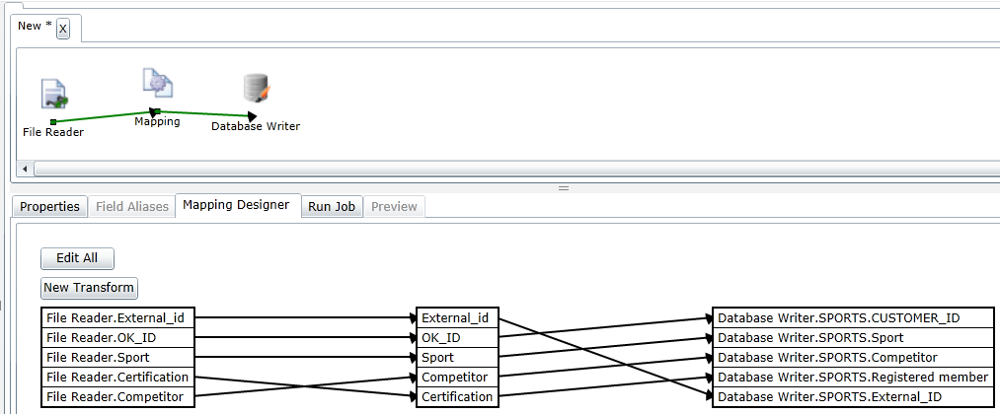 New * X
File Reader
Mapping
Database Writer
Properties Field Aliases Mapping Designer Run Job Preview
Edit All
New Transform
File Reader.External_id External_id Database Writer.SPORTS.CUSTOMER_ID
File Reader.OK_ID OK_ID Database Writer.SPORTS.Sport
File Reader.Sport Sport Database Writer.SPORTS.Competitor
File Reader.Certification Competitor Database Writer.SPORTS.Registered member
File Reader.Competitor Certification Database Writer.SPORTS.External_ID